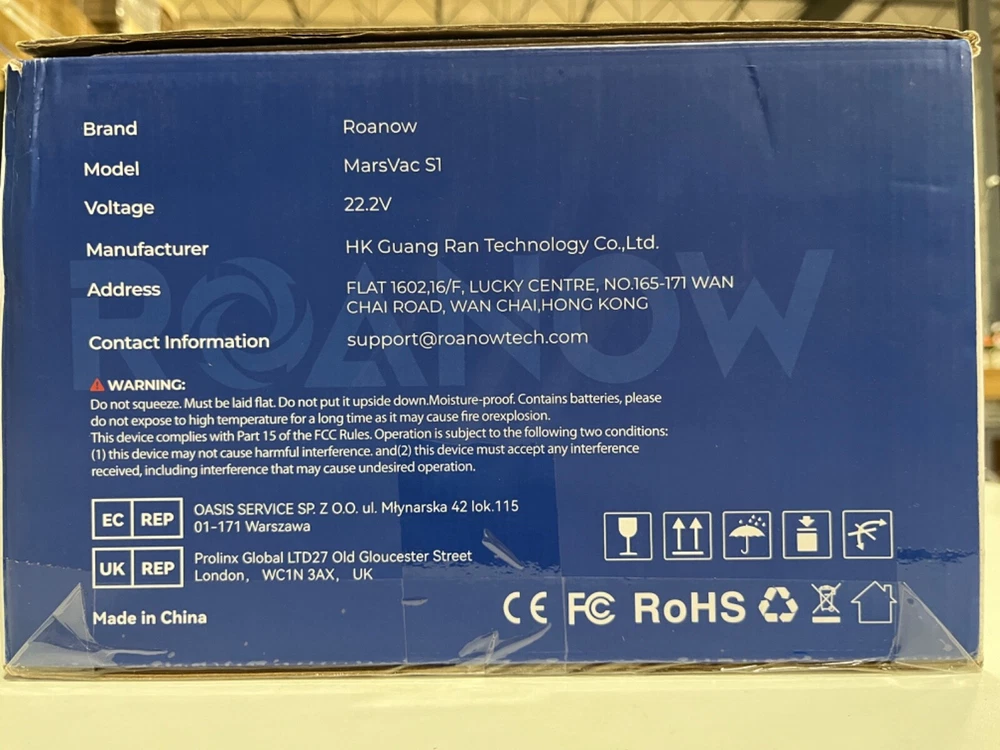 Brand Roanow
Model MarsVac S1
Voltage 22.2V
Manufacturer HK Guang Ran Technology Co.,Ltd.
Address FLAT 1602,16/F, LUCKY CENTRE, NO.165-171 WAN
CHAI ROAD, WAN CHAI,HONG KONG
Contact Information support@roanowtech.com
ROANOW
WARNING:
Do not squeeze. Must be laid flat. Do not put it upside down.Moisture-proof. Contains batteries, please
do not expose to high temperature for a long time as it may cause fire orexplosion.
This device complies with Part 15 of the FCC Rules. Operation is subject to the following two conditions:
(1) this device may not cause harmful interference. and(2) this device must accept any interference
received, including interference that may cause undesired operation.
EC REP OASIS SERVICE SP. Z O.O. ul. Młynarska 42 lok.115
01-171 Warszawa
UK REP Prolinx Global LTD27 Old Gloucester Street
London, WC1N 3AX, UK
Made in China
CE FC RoHS